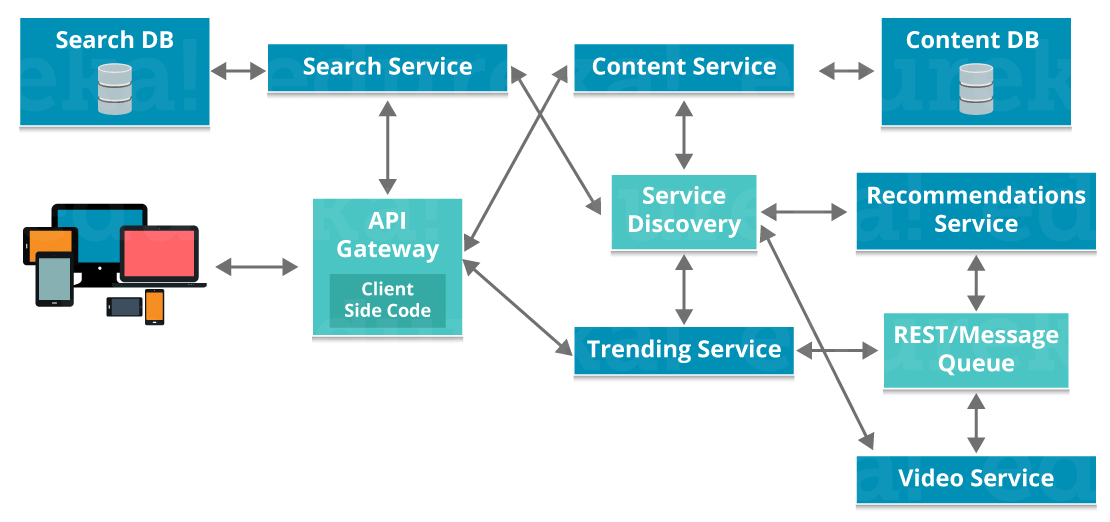 Search DB
Search Service
Content Service
Content DB
API
Gateway
Client
Side Code
Service
Discovery
Recommendations
Service
Trending Service
REST/Message
Queue
Video Service